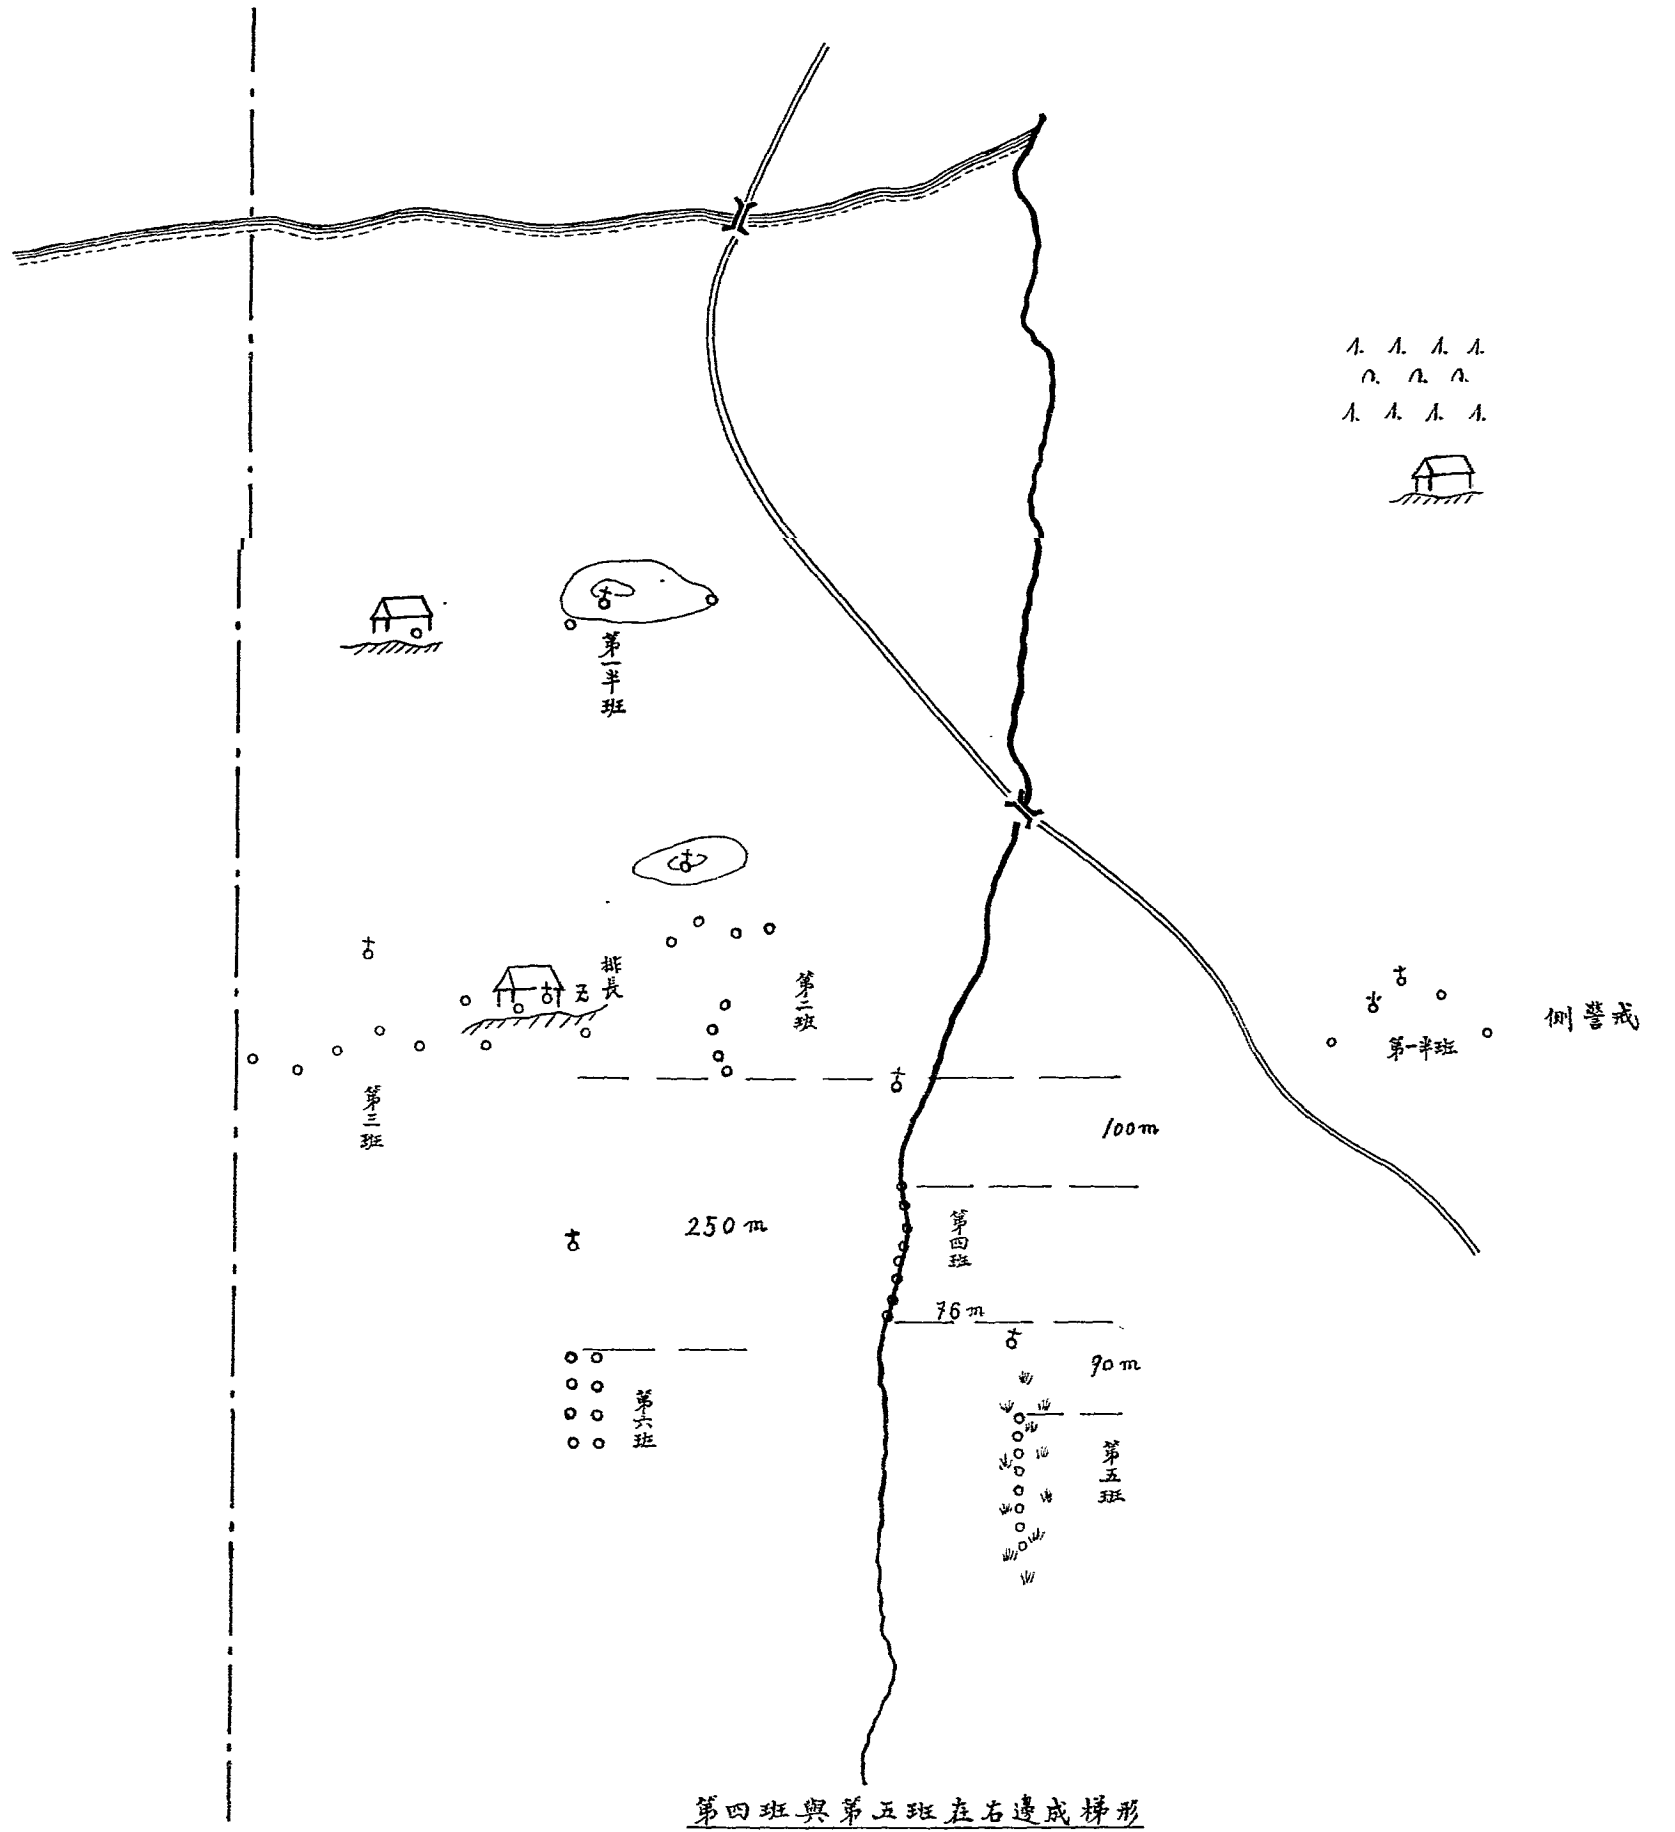 第一半班
排長
第二班
側警戒
第一半班
第三班
100m
第四班
250m
76m
90m
第六班
第五班
第四班與第五班在右邊成梯形